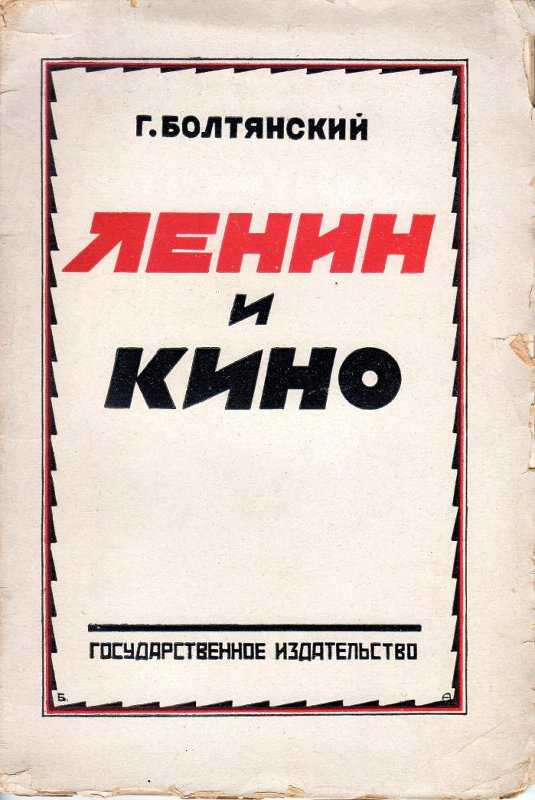 Г. БОЛТЯНСКИЙ
ЛЕНИН
И
КИНО
ГОСУДАРСТВЕННОЕ ИЗДАТЕЛЬСТВО
Б. А